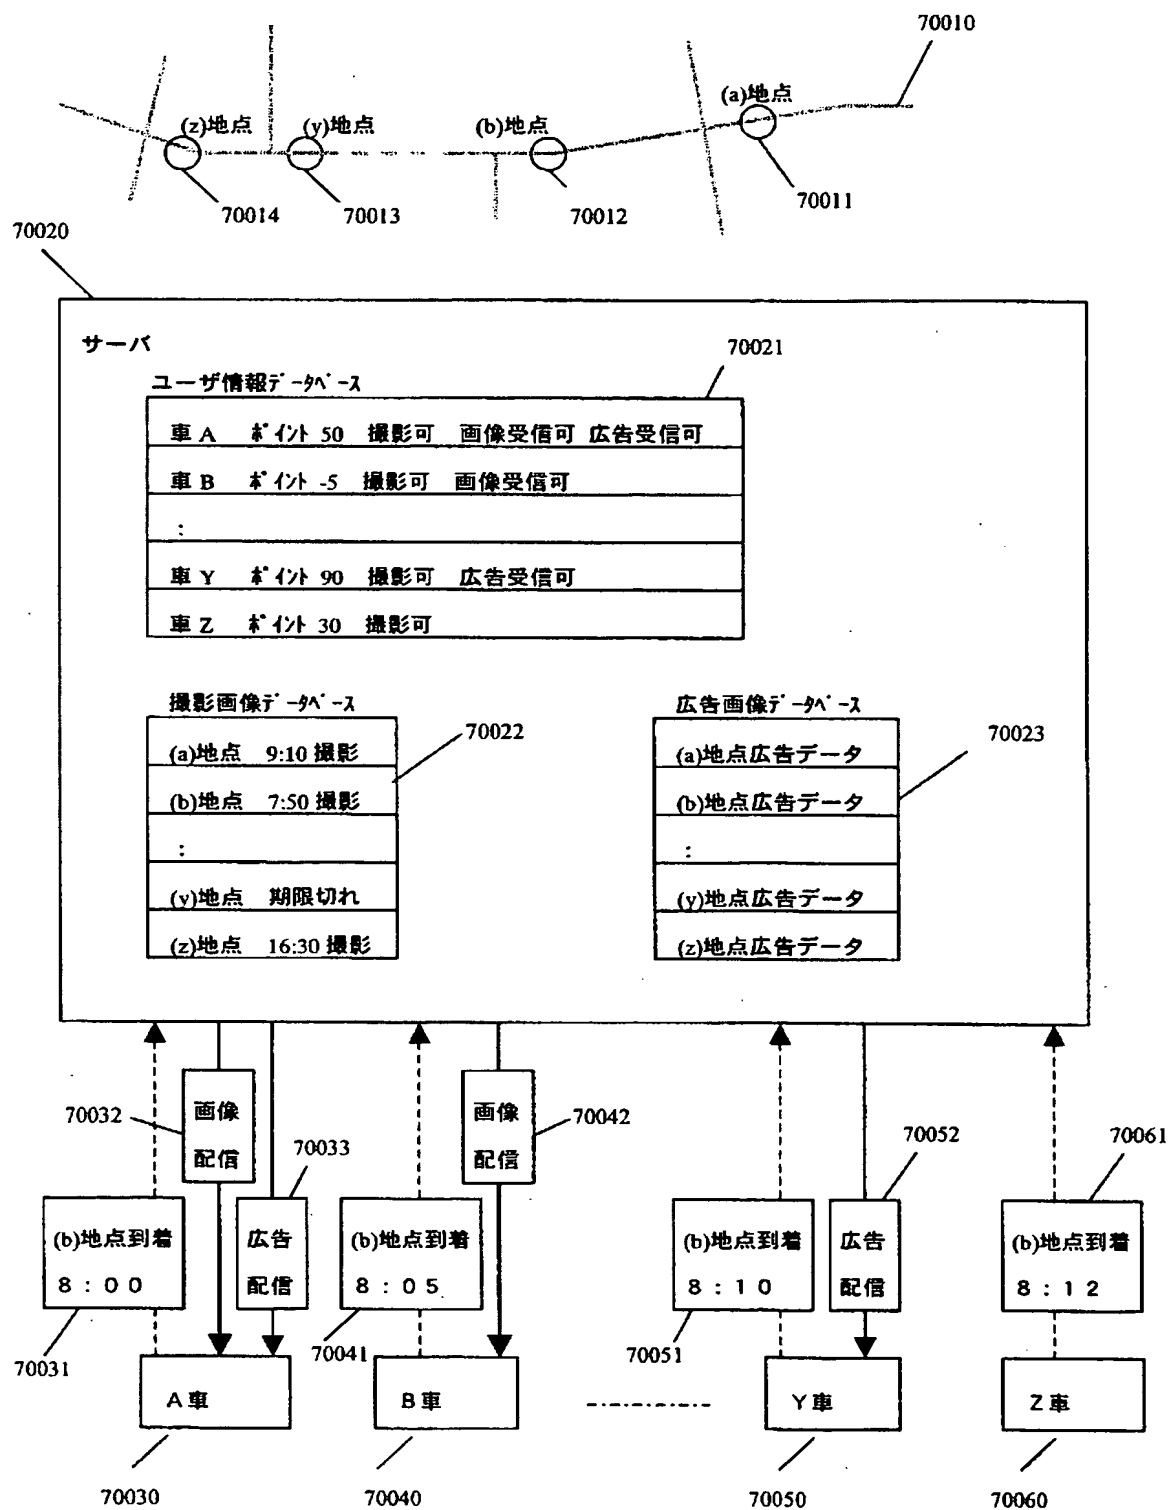 70010
(a)地点
(z)地点
(y)地点
(b)地点
70014
70013
70012
70011
70020
サーバ
70021
ユーザ情報ﾃﾞｰﾀﾍﾞｰｽ
車 A ﾎﾟｲﾝﾄ 50 撮影可 画像受信可 広告受信可
車 B ﾎﾟｲﾝﾄ -5 撮影可 画像受信可
:
車 Y ﾎﾟｲﾝﾄ 90 撮影可 広告受信可
車 Z ﾎﾟｲﾝﾄ 30 撮影可
撮影画像ﾃﾞｰﾀﾍﾞｰｽ
70022
(a)地点 9:10 撮影
(b)地点 7:50 撮影
:
(y)地点 期限切れ
(z)地点 16:30 撮影
広告画像ﾃﾞｰﾀﾍﾞｰｽ
70023
(a)地点広告データ
(b)地点広告データ
:
(y)地点広告データ
(z)地点広告データ
70032
画像
配信
70033
画像
配信
70042
70052
70061
(b)地点到着
8:00
広告
配信
(b)地点到着
8:05
(b)地点到着
8:10
広告
配信
(b)地点到着
8:12
70031
70041
70051
A車
B車
Y車
Z車
70030
70040
70050
70060